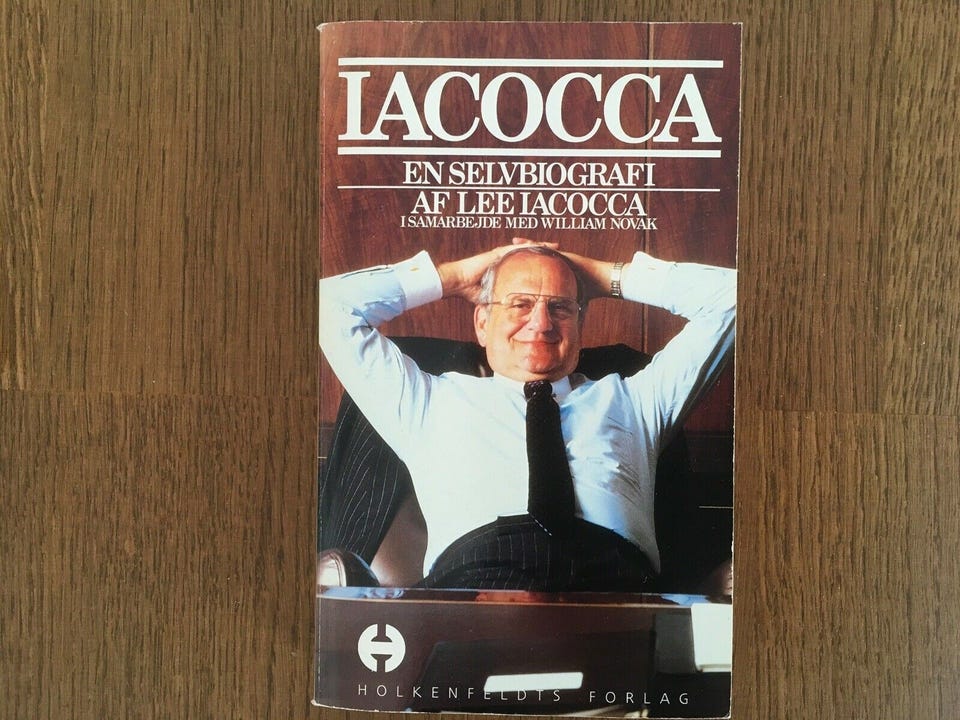 IACOCCA
EN SELVBIOGRAFI
AF LEE IACOCCA
I SAMARBEJDE MED WILLIAM NOVAK
H
HOLKENFELDTS FORLAG